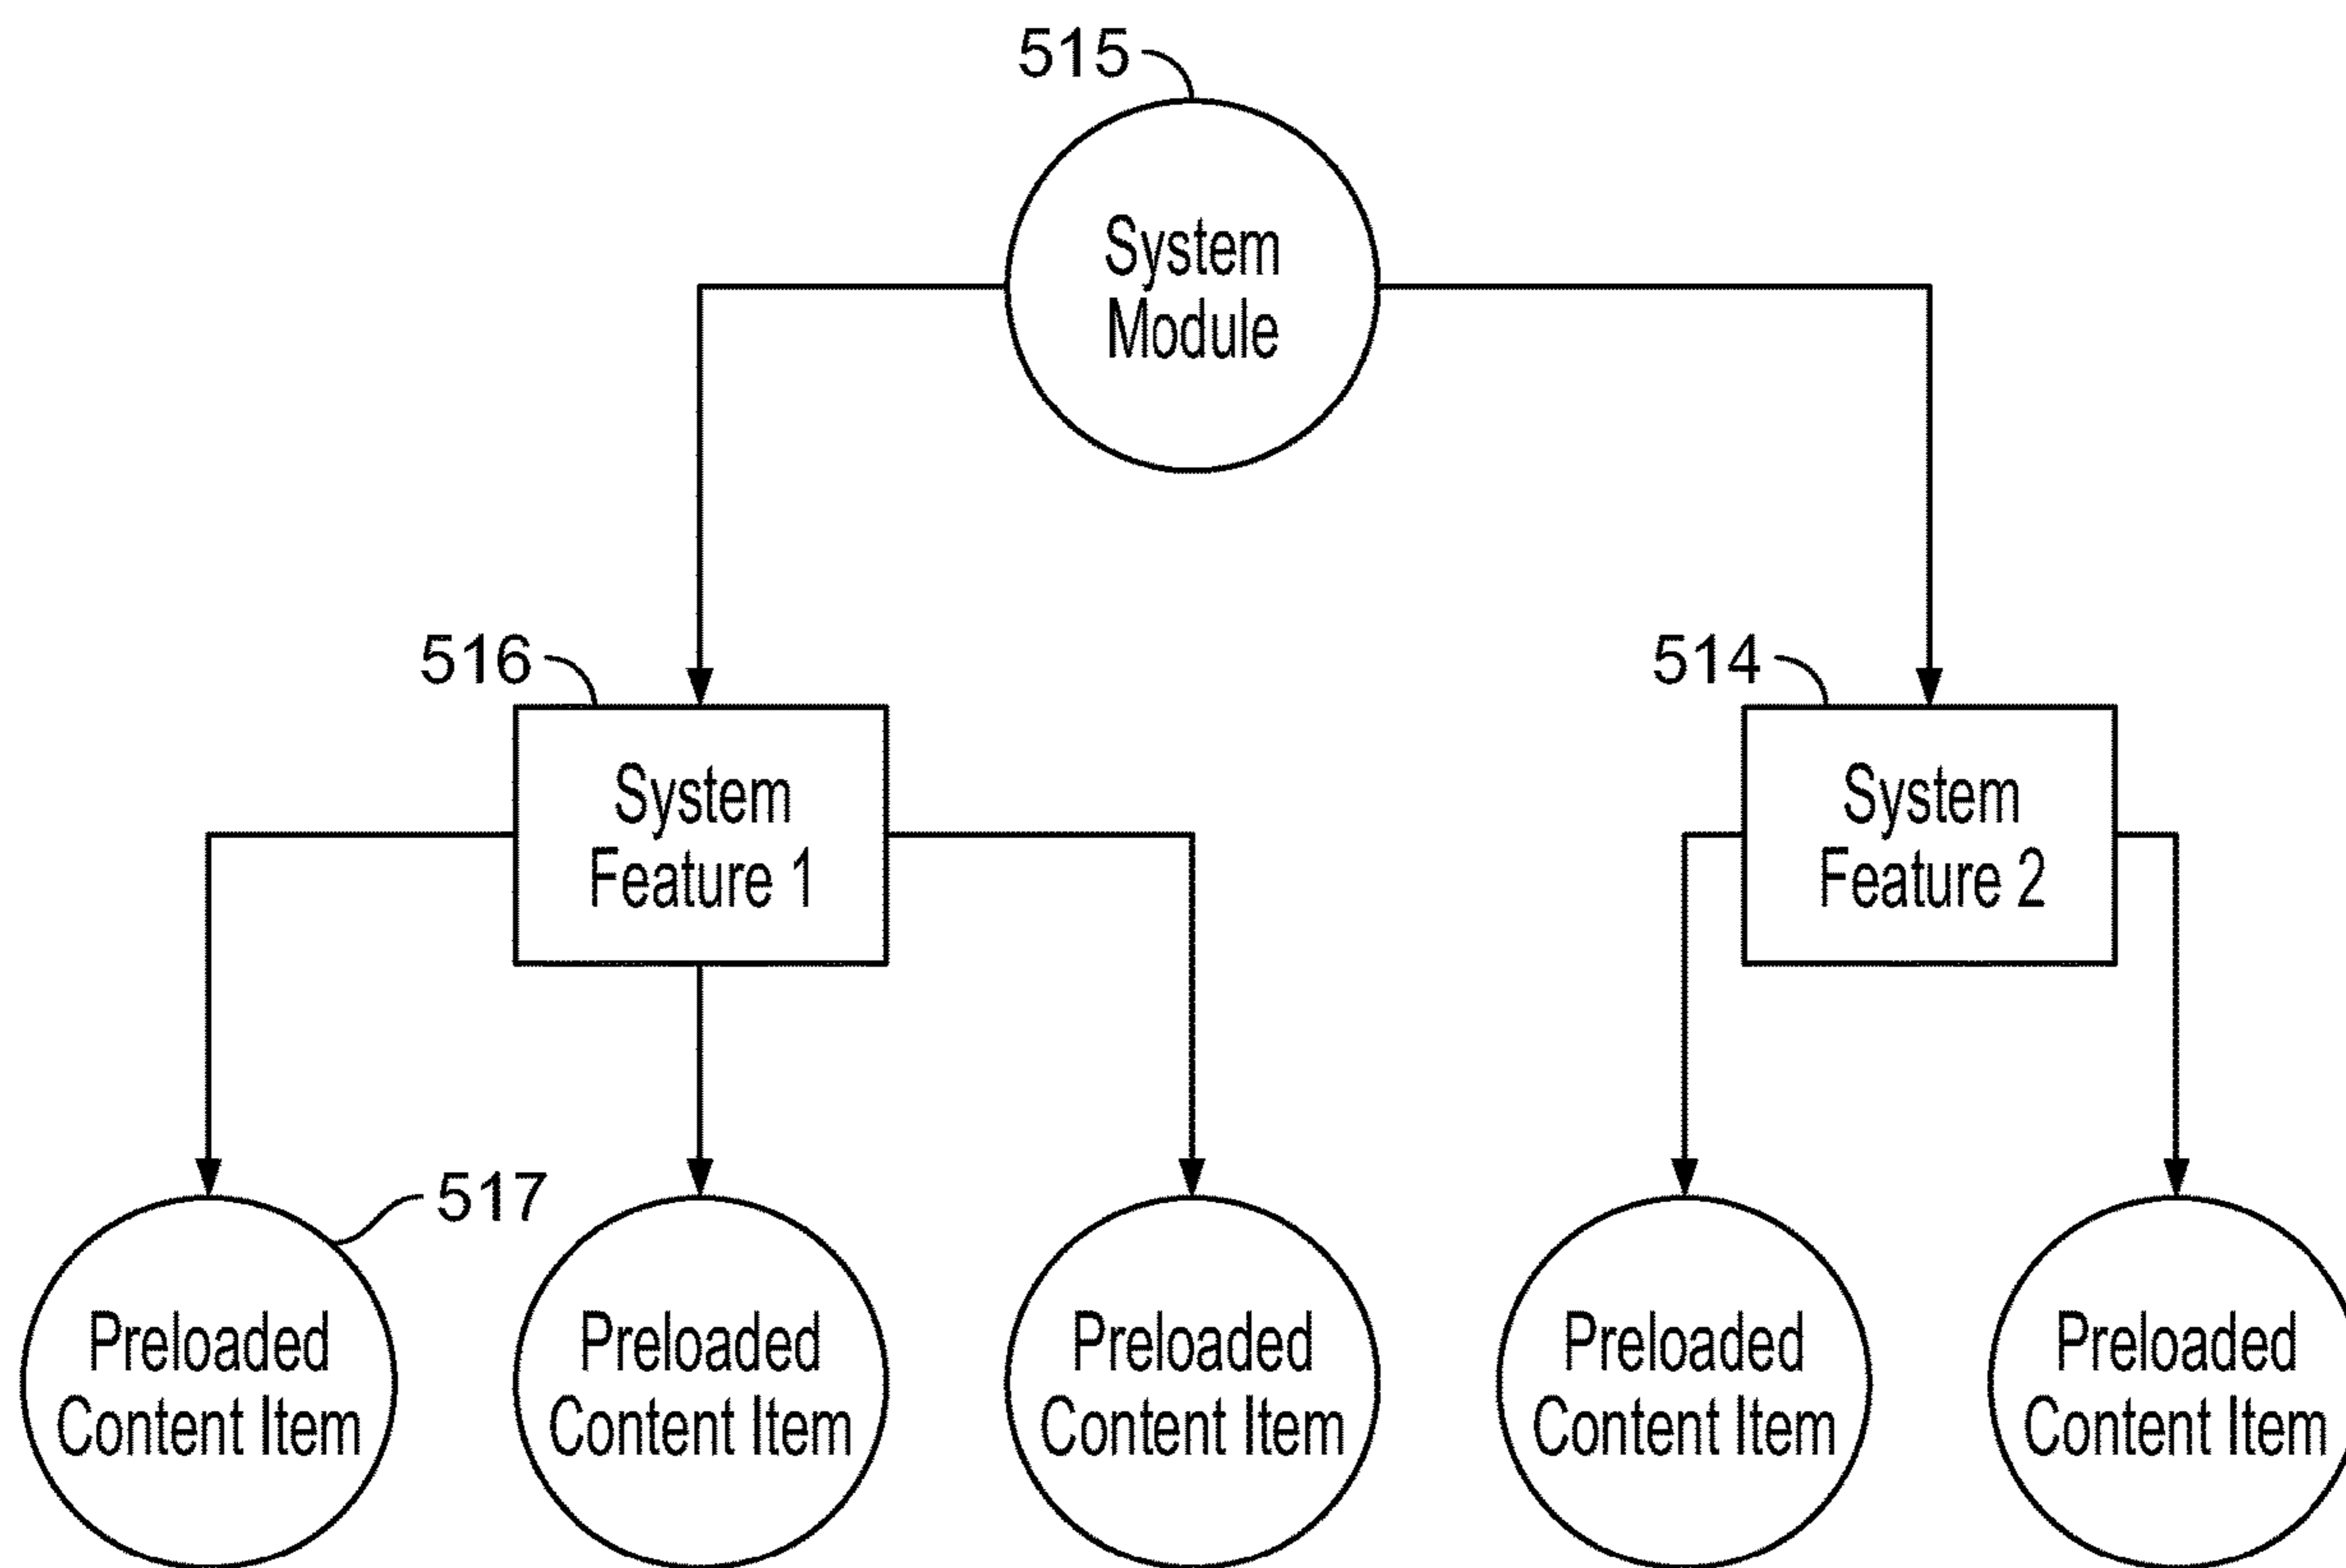 515
System
Module
516
514
System
Feature 1
System
Feature 2
517
Preloaded
Content Item
Preloaded
Content Item
Preloaded
Content Item
Preloaded
Content Item
Preloaded
Content Item